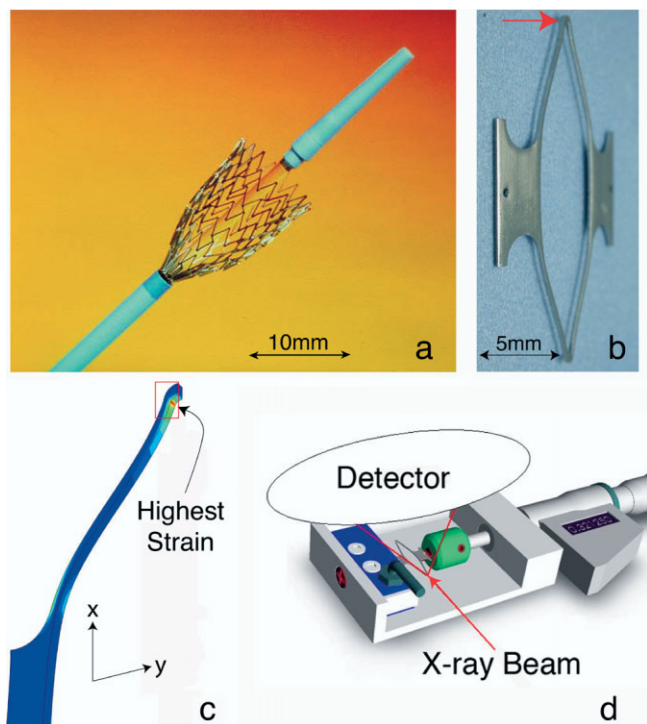 10mm
a
5mm
b
Highest
Strain
x
y
c
Detector
X-ray Beam
d